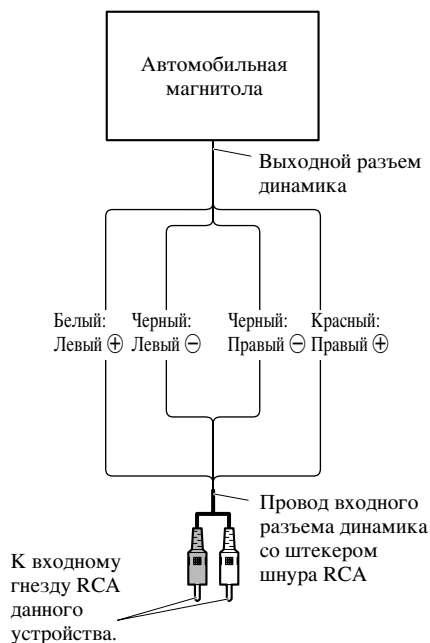 Автомобильная
магнитола
Выходной разъем
динамика
Белый:
Левый ⊕
Черный:
Левый ⊖
Черный:
Правый ⊖
Красный:
Правый ⊕
Провод входного
разъема динамика
со штекером
шнура RCA
К входному
гнезду RCA
данного
устройства.